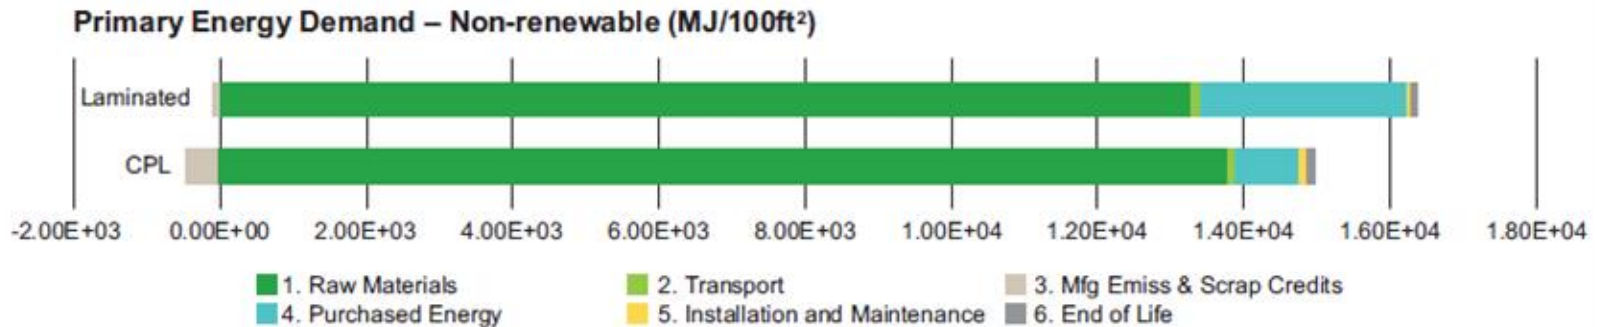 Primary Energy Demand – Non-renewable (MJ/100ft²)
Laminated
CPL
-2.00E+03 0.00E+00 2.00E+03 4.00E+03 6.00E+03 8.00E+03 1.00E+04 1.20E+04 1.40E+04 1.60E+04 1.80E+04
1. Raw Materials 2. Transport 3. Mfg Emiss & Scrap Credits
4. Purchased Energy 5. Installation and Maintenance 6. End of Life